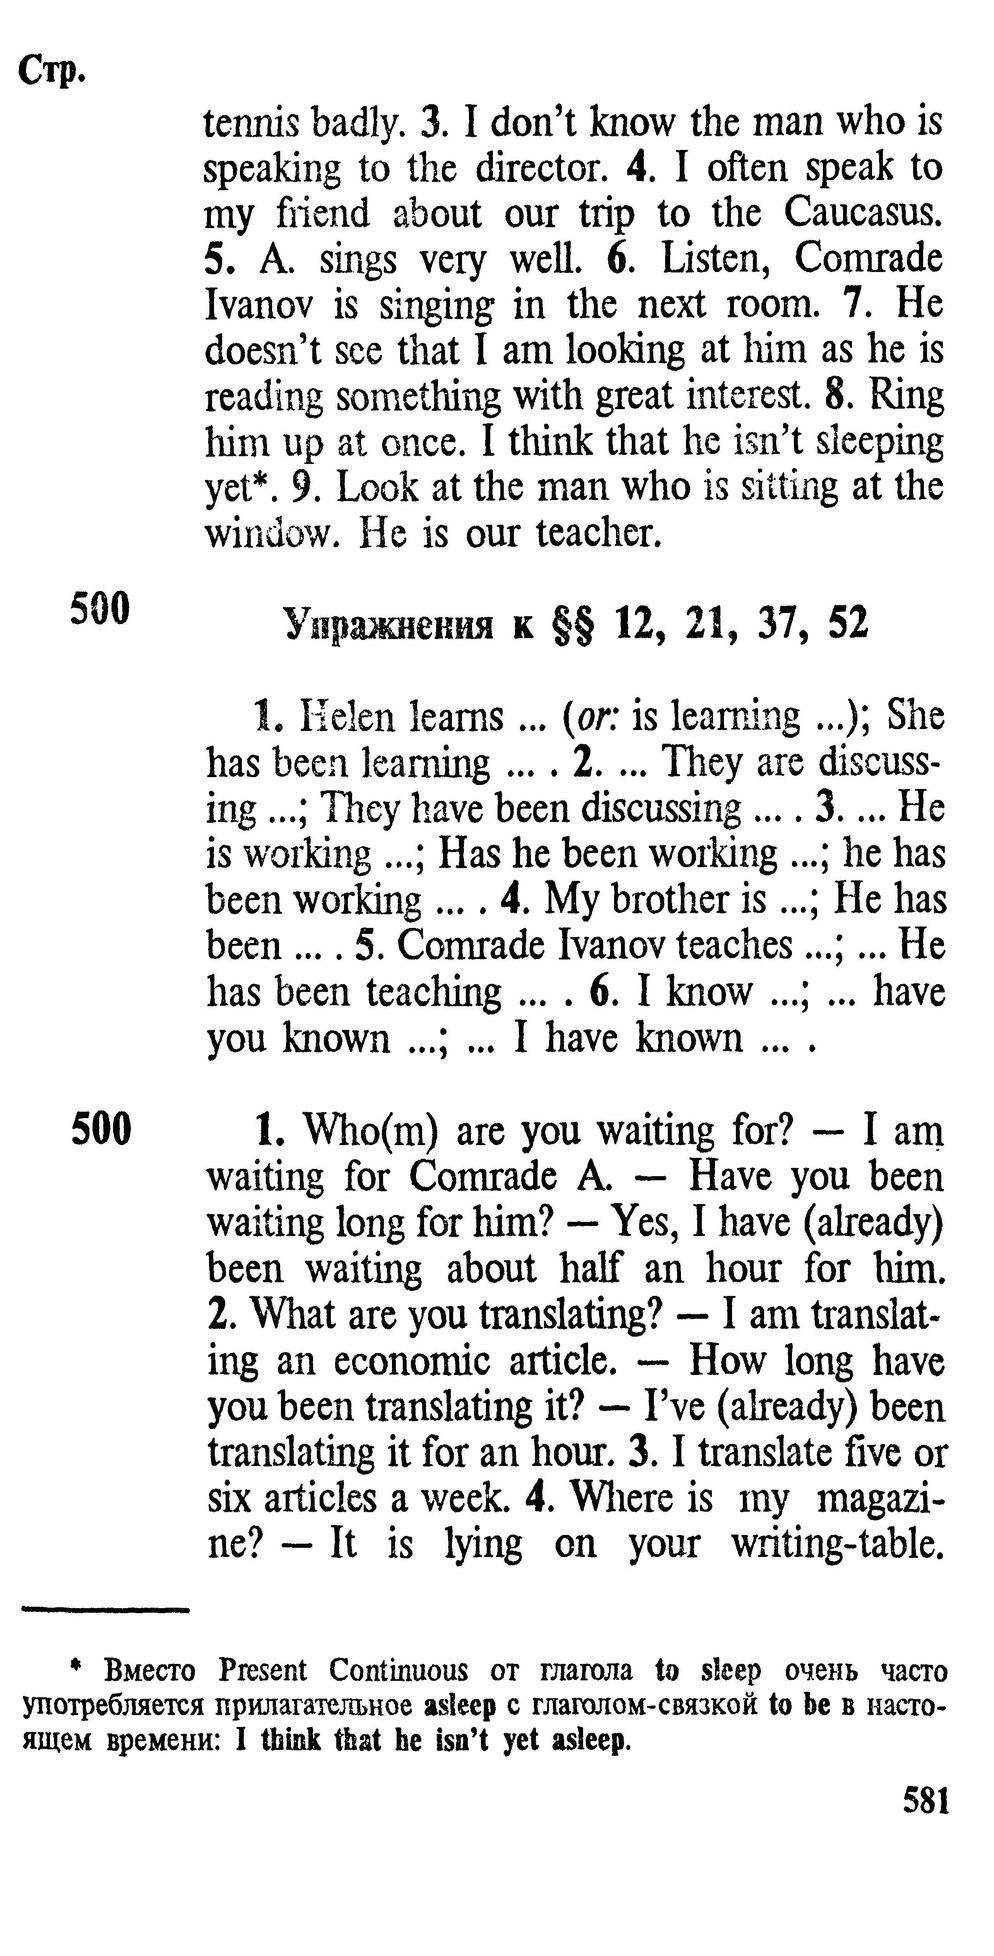 Стр.
tennis badly. 3. I don't know the man who is
speaking to the director. 4. I often speak to
my friend about our trip to the Caucasus.
5. A. sings very well. 6. Listen, Comrade
Ivanov is singing in the next room. 7. He
doesn't see that I am looking at him as he is
reading something with great interest. 8. Ring
him up at once. I think that he isn't sleeping
yet*. 9. Look at the man who is sitting at the
window. He is our teacher.
500 Упражнения к §§ 12, 21, 37, 52
1. Helen learns ... (or: is learning ...); She
has been learning ... . 2. ... They are discuss-
ing ...; They have been discussing ... . 3. ... He
is working ...; Has he been working ...; he has
been working ... . 4. My brother is ...; He has
been ... . 5. Comrade Ivanov teaches ...; ... He
has been teaching ... . 6. I know ...; ... have
you known ...; ... I have known ... .
500 1. Who(m) are you waiting for? — I am
waiting for Comrade A. — Have you been
waiting long for him? — Yes, I have (already)
been waiting about half an hour for him.
2. What are you translating? — I am translat-
ing an economic article. — How long have
you been translating it? — I've (already) been
translating it for an hour. 3. I translate five or
six articles a week. 4. Where is my magazi-
ne? — It is lying on your writing-table.
* Вместо Present Continuous от глагола to sleep очень часто
употребляется прилагательное asleep с глаголом-связкой to be в насто-
ящем времени: I think that he isn't yet asleep.
581